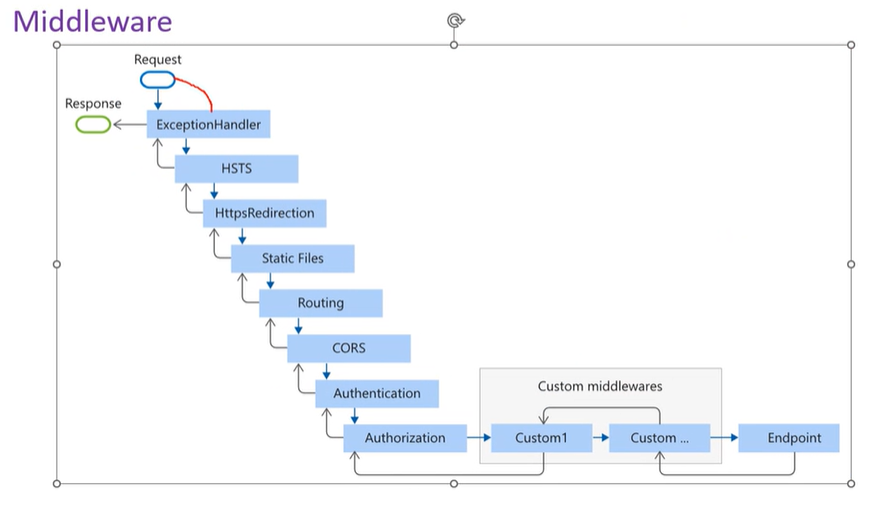 Middleware
Request
Response
ExceptionHandler
HSTS
HttpsRedirection
Static Files
Routing
CORS
Authentication
Authorization
Custom middlewares
Custom1
Custom ...
Endpoint